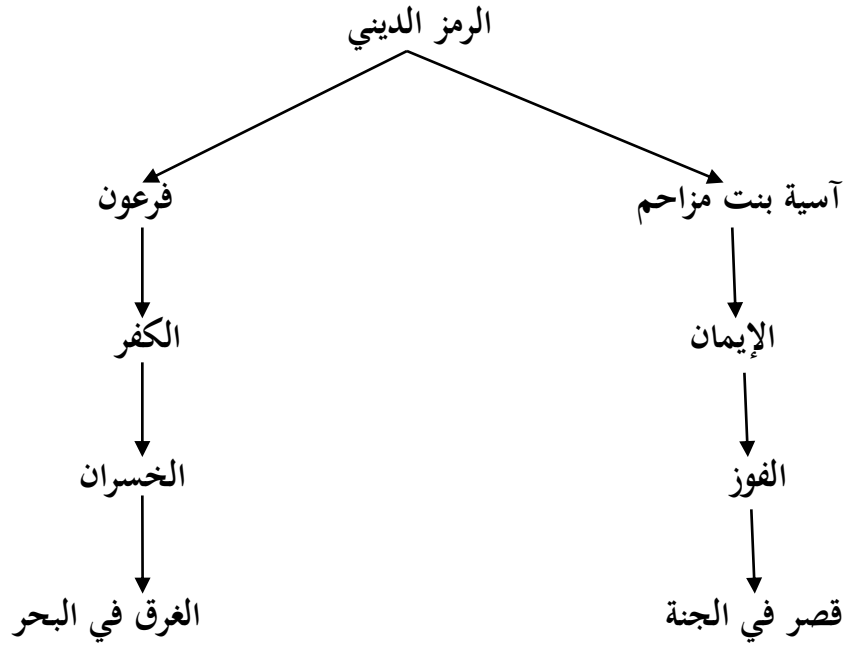 الرمز الديني
آسية بنت مزاحم
فرعون
الإيمان
الكفر
الفوز
الخسران
قصر في الجنة
الغرق في البحر